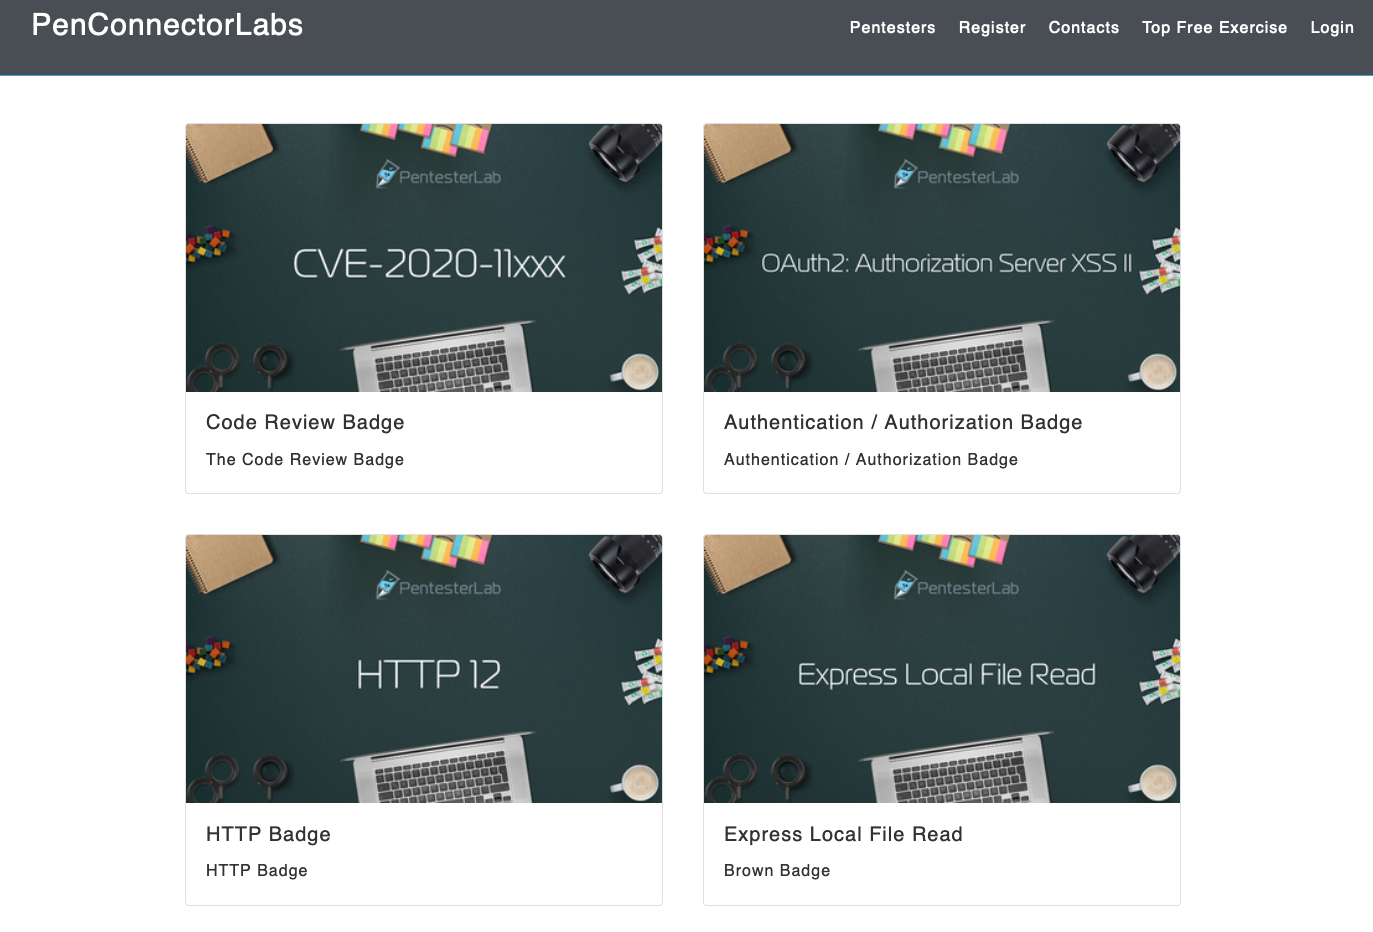 PenConnectorLabs
Pentesters Register Contacts Top Free Exercise Login
PentesterLab
CVE-2020-11xxx
Code Review Badge
The Code Review Badge
PentesterLab
OAuth2: Authorization Server XSS II
Authentication / Authorization Badge
Authentication / Authorization Badge
PentesterLab
HTTP 12
HTTP Badge
HTTP Badge
PentesterLab
Express Local File Read
Express Local File Read
Brown Badge